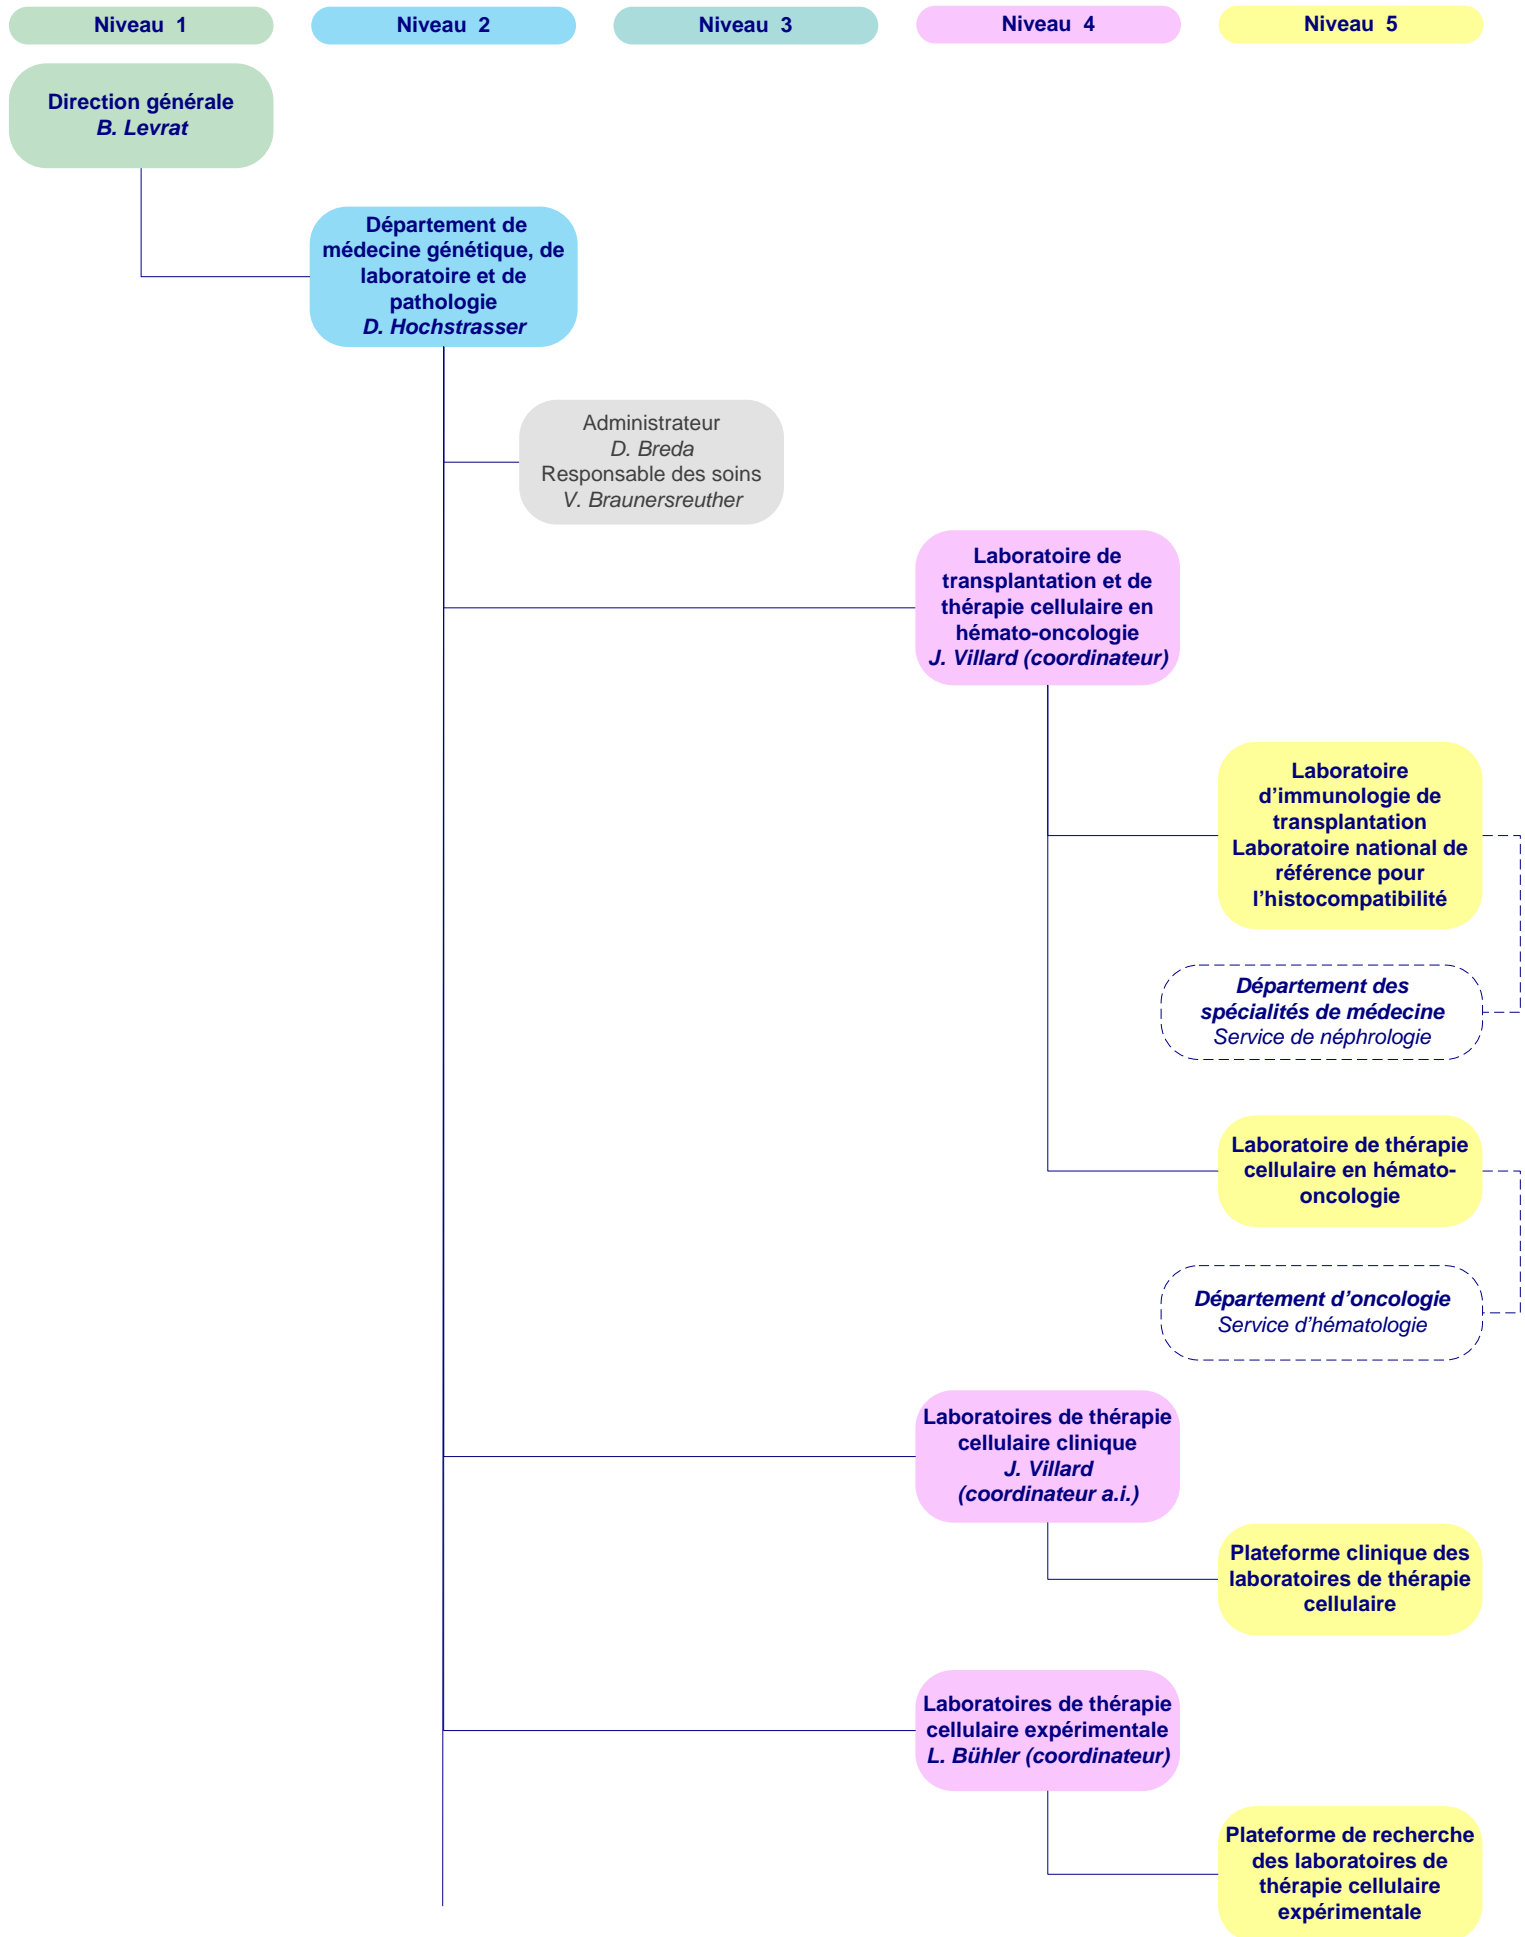 Niveau 1
Niveau 2
Niveau 3
Niveau 4
Niveau 5
Direction générale
B. Levrat
Département de
médecine génétique, de
laboratoire et de
pathologie
D. Hochstrasser
Administrateur
D. Breda
Responsable des soins
V. Braunersreuther
Laboratoire de
transplantation et de
thérapie cellulaire en
hémato-oncologie
J. Villard (coordinateur)
Laboratoire
d’immunologie de
transplantation
Laboratoire national de
référence pour
l’histocompatibilité
Département des
spécialités de médecine
Service de néphrologie
Laboratoire de thérapie
cellulaire en hémato-
oncologie
Département d’oncologie
Service d’hématologie
Laboratoires de thérapie
cellulaire clinique
J. Villard
(coordinateur a.i.)
Plateforme clinique des
laboratoires de thérapie
cellulaire
Laboratoires de thérapie
cellulaire expérimentale
L. Bühler (coordinateur)
Plateforme de recherche
des laboratoires de
thérapie cellulaire
expérimentale